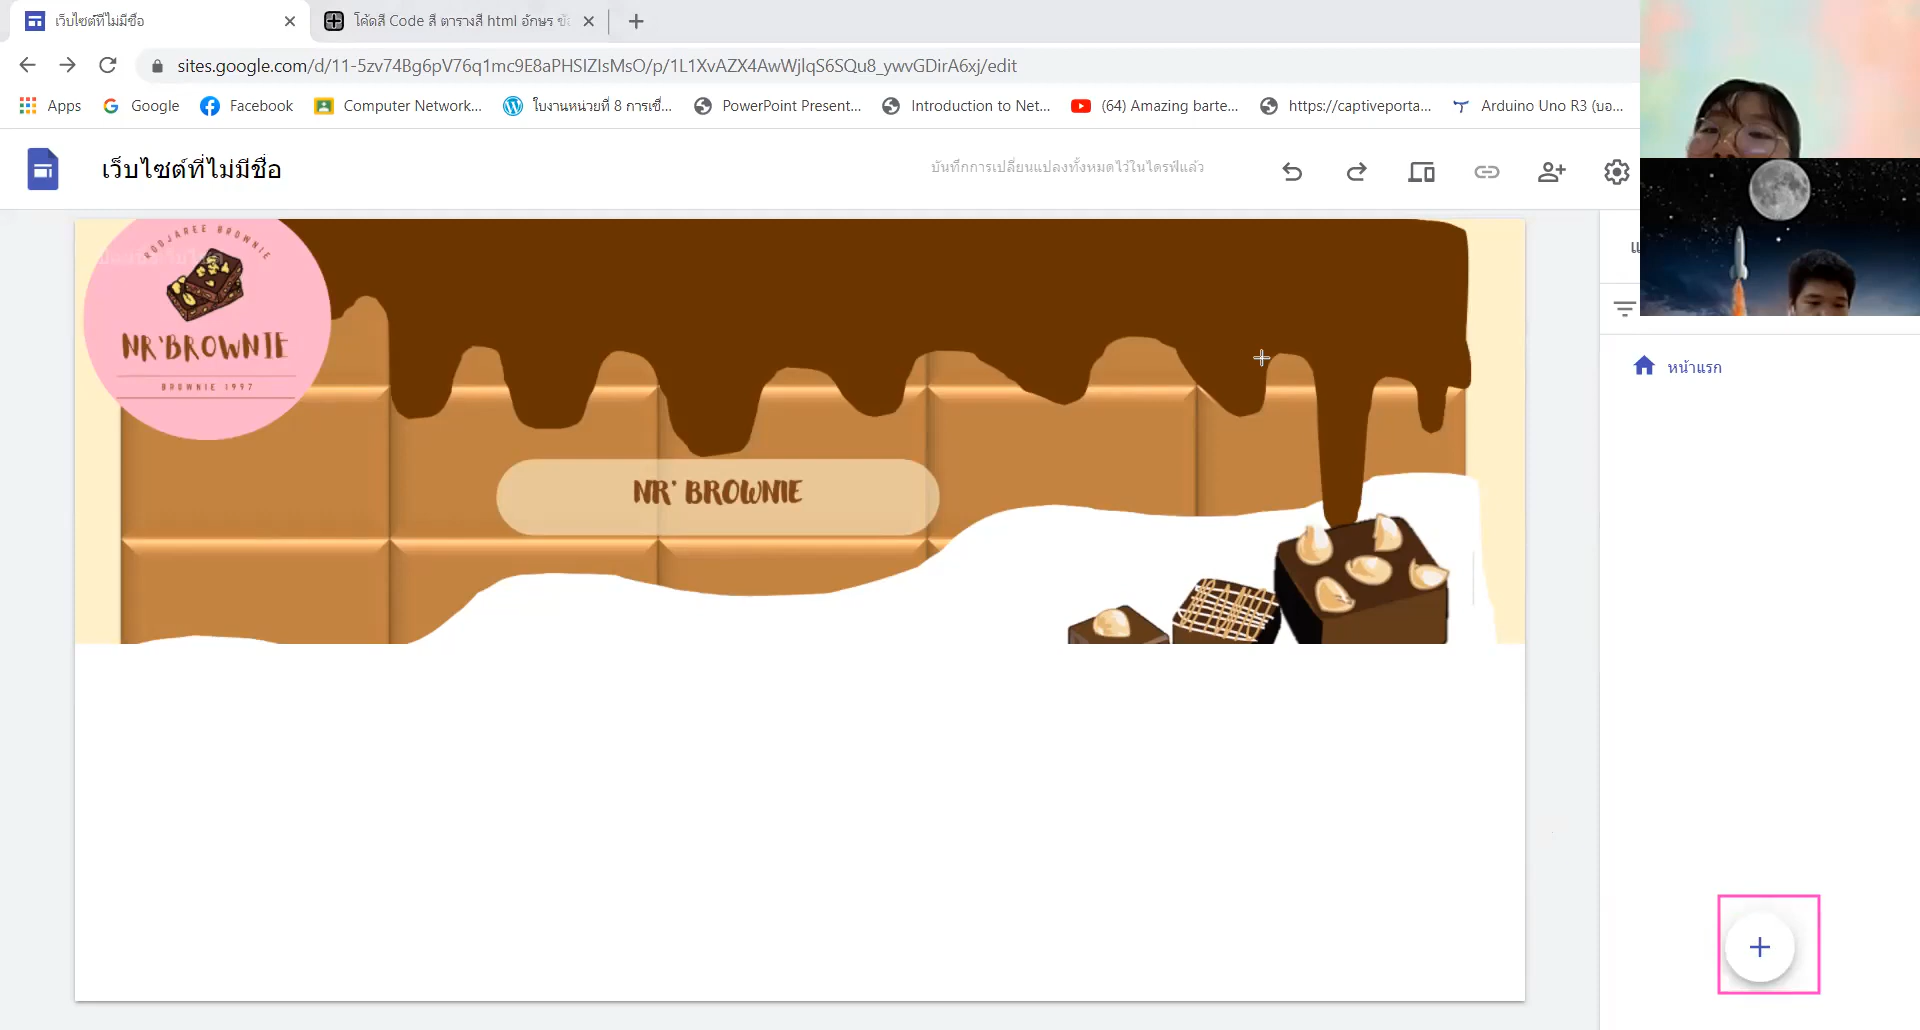 เว็บไซต์ที่ไม่มีชื่อ
โค้ดสี Code สี ตารางสี html อักษร
sites.google.com/d/11-5zv74Bg6pV76q1mc9E8aPHSIZIsMsO/p/1L1XvAZX4AwWjlqS6SQu8_ywvGDirA6xj/edit
Apps
Google
Facebook
Computer Network...
ใบงานหน่วยที่ 8 การเชื่...
PowerPoint Present...
Introduction to Net...
(64) Amazing barte...
https://captiveporta...
Arduino Uno R3 (บอ...
เว็บไซต์ที่ไม่มีชื่อ
บันทึกการเปลี่ยนแปลงทั้งหมดไว้ในไดรฟ์แล้ว
BROWNIE
NR'BROWNIE
BROWNIE 1997
NR' BROWNIE
หน้าแรก